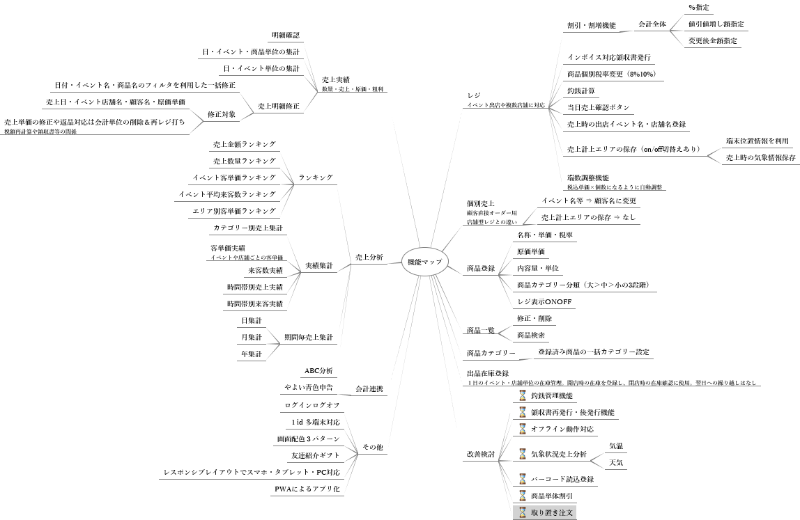 機能マップ
レジ
イベント出店や複数店舗に対応
割引・割増機能
会計全体
%指定
値引値増し額指定
変更後金額指定
インボイス対応領収書発行
商品個別税率変更（8%10%）
釣銭計算
当日売上確認ボタン
売上時の出店イベント名・店舗名登録
売上計上エリアの保存（on/off切替えあり）
端末位置情報を利用
売上時の気象情報保存
端数調整機能
税込単価×個数になるように自動調整
個別売上
顧客直接オーダー用
店舗型レジとの違い
イベント名等 ⇒ 顧客名に変更
売上計上エリアの保存 ⇒ なし
商品登録
名称・単価・税率
原価単価
内容量・単位
商品カテゴリー分類（大＞中＞小の3段階）
レジ表示ONOFF
商品一覧
修正・削除
商品検索
商品カテゴリー
登録済み商品の一括カテゴリー設定
出品在庫登録
１日のイベント・店舗単位の在庫管理。開店時の在庫を登録し、閉店時の在庫確認に使用。翌日への繰り越しはなし
改善検討
釣銭管理機能
領収書再発行・後発行機能
オフライン動作対応
気象状況売上分析
気温
天気
バーコード読込登録
商品単体割引
取り置き注文
売上実績
数量・売上・原価・粗利
明細確認
日・イベント・商品単位の集計
日・イベント単位の集計
売上明細修正
日付・イベント名・商品名のフィルタを利用した一括修正
修正対象
売上日・イベント店舗名・顧客名・原価単価
売上単価の修正や返品対応は会計単位の削除＆再レジ打ち
税額再計算や領収書等の関係
売上分析
ランキング
売上金額ランキング
売上数量ランキング
イベント客単価ランキング
イベント平均来客数ランキング
エリア別客単価ランキング
実績集計
カテゴリー別売上集計
客単価実績
イベントや店舗ごとの客単価
来客数実績
時間帯別売上実績
時間帯別来客実績
期間毎売上集計
日集計
月集計
年集計
会計連携
ABC分析
やよい青色申告
その他
ログインログオフ
１id 多端末対応
画面配色３パターン
友達紹介ギフト
レスポンシブレイアウトでスマホ・タブレット・PC対応
PWAによるアプリ化